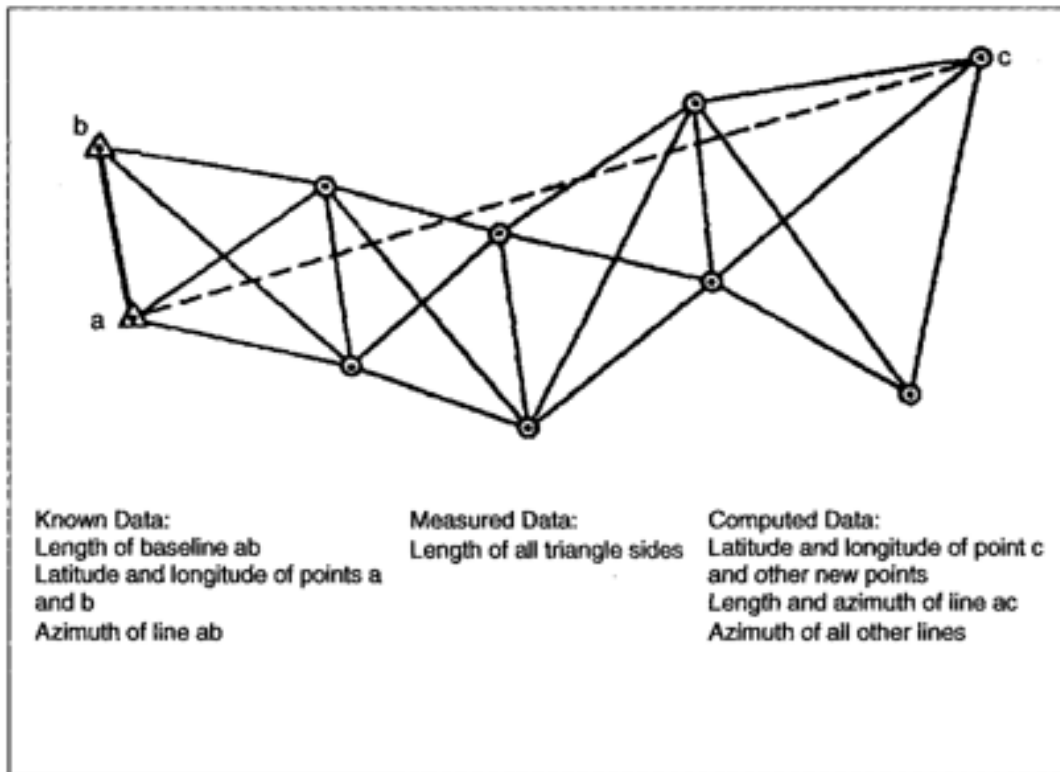 c
b
a
Known Data:
Length of baseline ab
Latitude and longitude of points a
and b
Azimuth of line ab
Measured Data:
Length of all triangle sides
Computed Data:
Latitude and longitude of point c
and other new points
Length and azimuth of line ac
Azimuth of all other lines